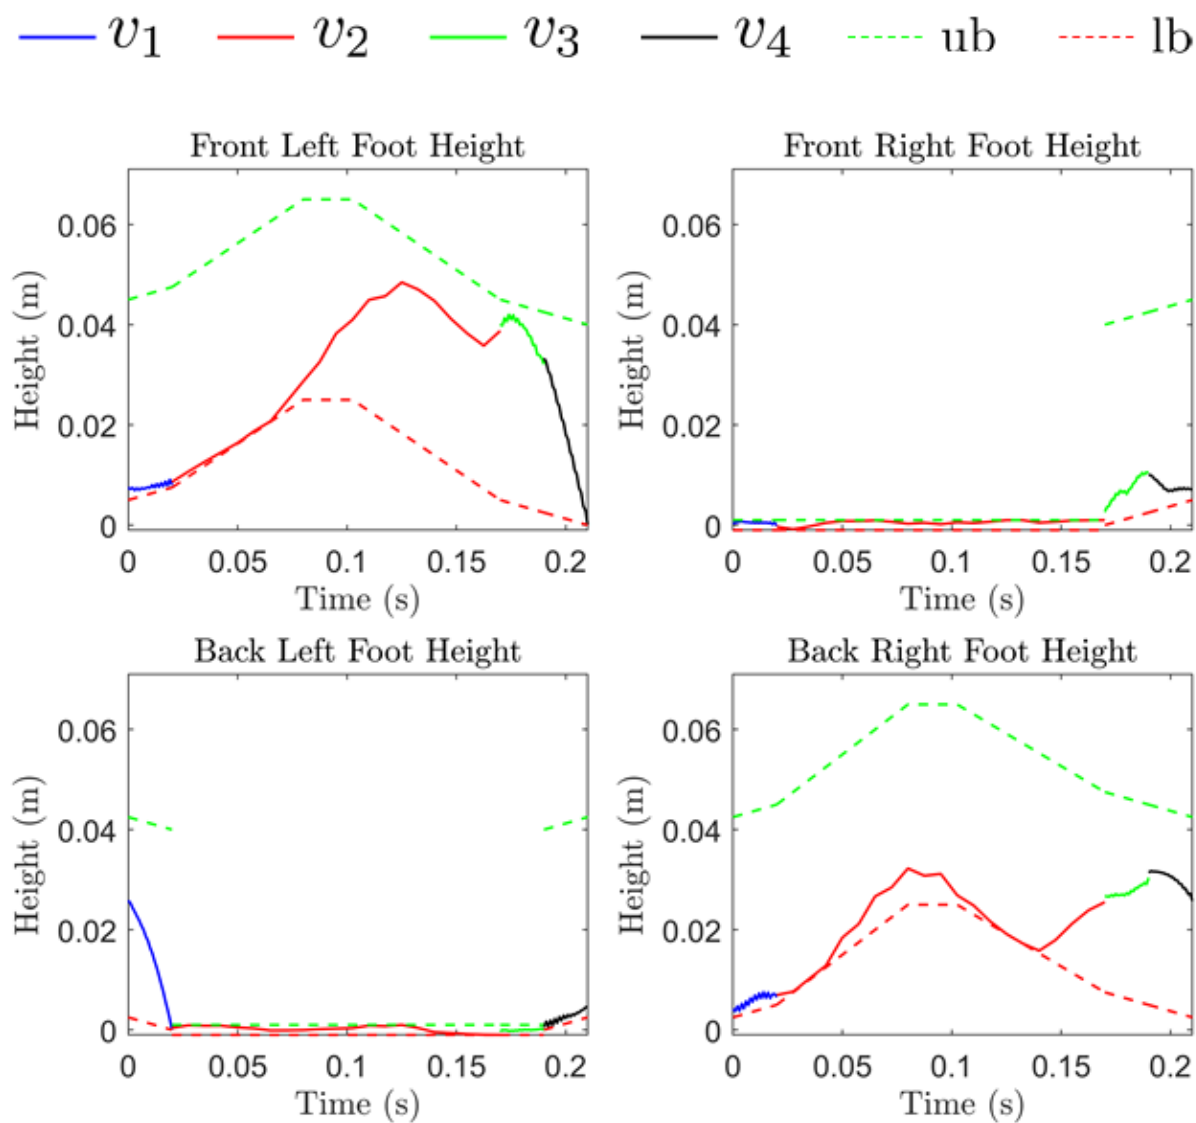 v1 v2 v3 v4 ub lb
Front Left Foot Height
Height (m)
0.06
0.04
0.02
0
0 0.05 0.1 0.15 0.2
Time (s)
Front Right Foot Height
Height (m)
0.06
0.04
0.02
0
0 0.05 0.1 0.15 0.2
Time (s)
Back Left Foot Height
Height (m)
0.06
0.04
0.02
0
0 0.05 0.1 0.15 0.2
Time (s)
Back Right Foot Height
Height (m)
0.06
0.04
0.02
0
0 0.05 0.1 0.15 0.2
Time (s)